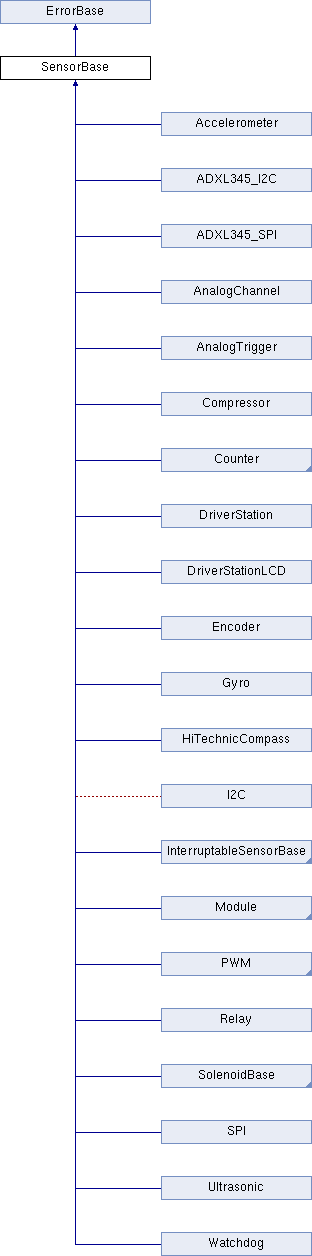 ErrorBase
SensorBase
Accelerometer
ADXL345_I2C
ADXL345_SPI
AnalogChannel
AnalogTrigger
Compressor
Counter
DriverStation
DriverStationLCD
Encoder
Gyro
HiTechnicCompass
I2C
InterruptableSensorBase
Module
PWM
Relay
SolenoidBase
SPI
Ultrasonic
Watchdog